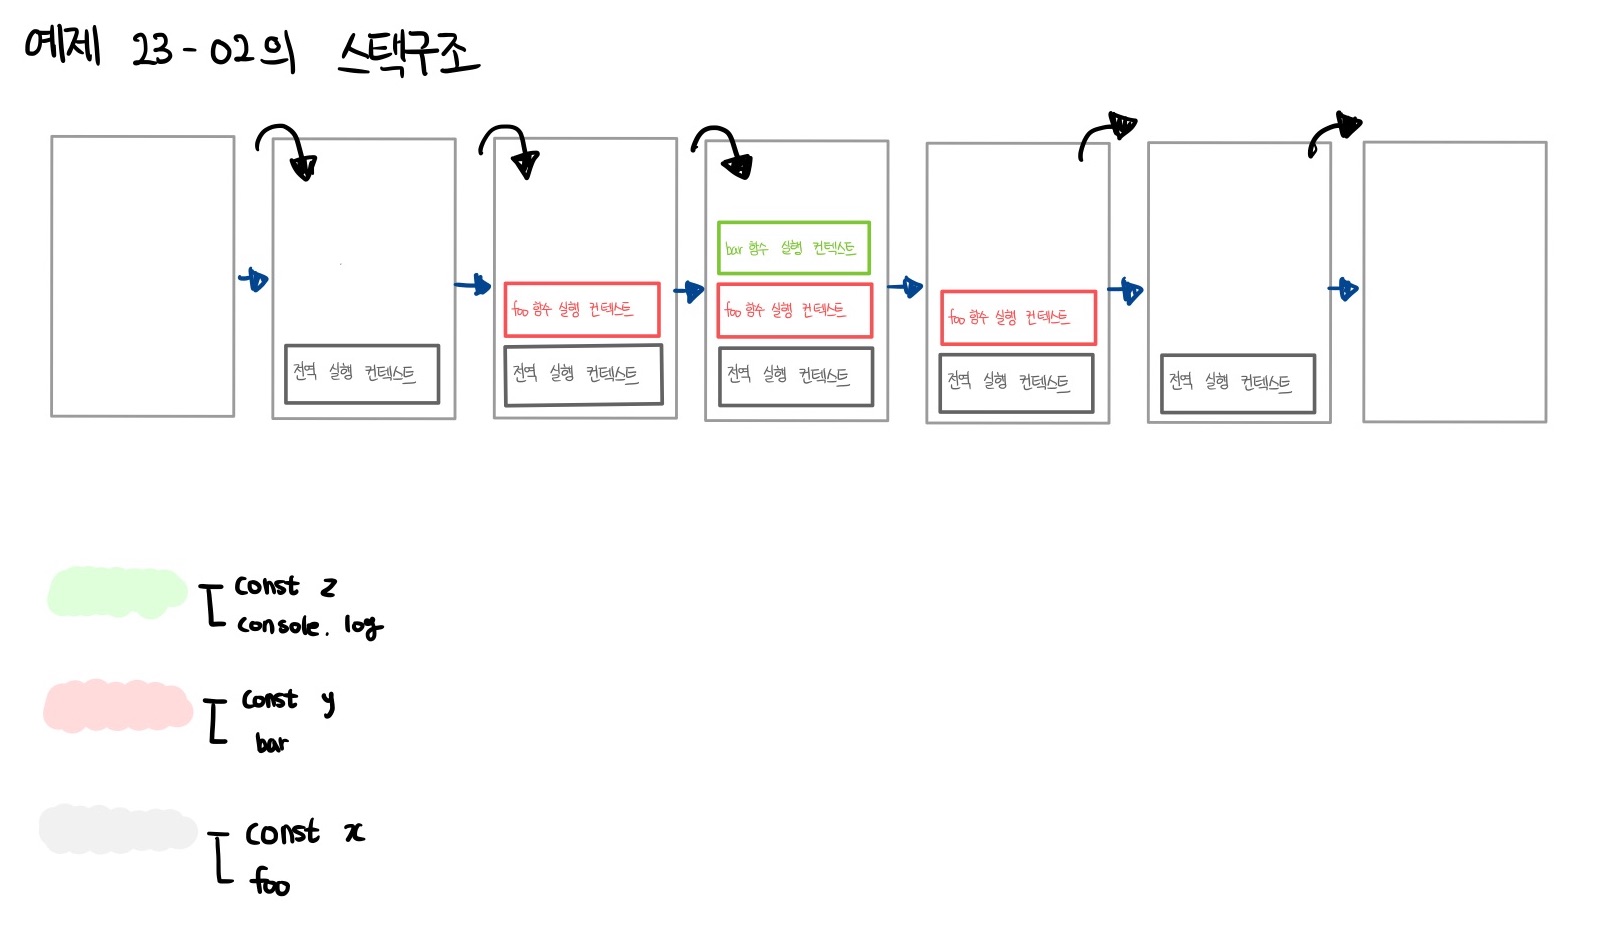 예제 23-02의 스택구조
전역 실행 컨텍스트
foo 함수 실행 컨텍스트
전역 실행 컨텍스트
bar 함수 실행 컨텍스트
foo 함수 실행 컨텍스트
전역 실행 컨텍스트
foo 함수 실행 컨텍스트
전역 실행 컨텍스트
전역 실행 컨텍스트
const z
console.log
const y
bar
const x
foo